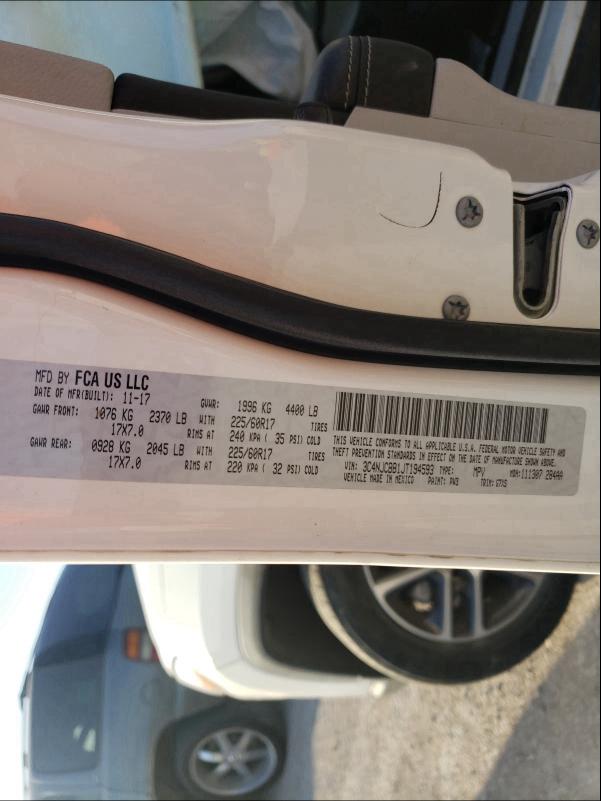 MFD BY FCA US LLC
DATE OF MFR(BUILT): 11-17 GVWR: 1996 KG 4400 LB
GAWR FRONT: 1076 KG 2370 LB WITH 225/60R17 TIRES
17X7.0 RIMS AT 240 KPA ( 35 PSI) COLD
GAWR REAR: 0928 KG 2045 LB WITH 225/60R17 TIRES
17X7.0 RIMS AT 220 KPA ( 32 PSI) COLD
THIS VEHICLE CONFORMS TO ALL APPLICABLE U.S.A. FEDERAL MOTOR VEHICLE SAFETY AND
THEFT PREVENTION STANDARDS IN EFFECT ON THE DATE OF MANUFACTURE SHOWN ABOVE.
VIN: 3C4NJCBB1JT194593 TYPE: MPV MDH: 111307 284AA
VEHICLE MADE IN MEXICO PAINT: PW3 TRIM: